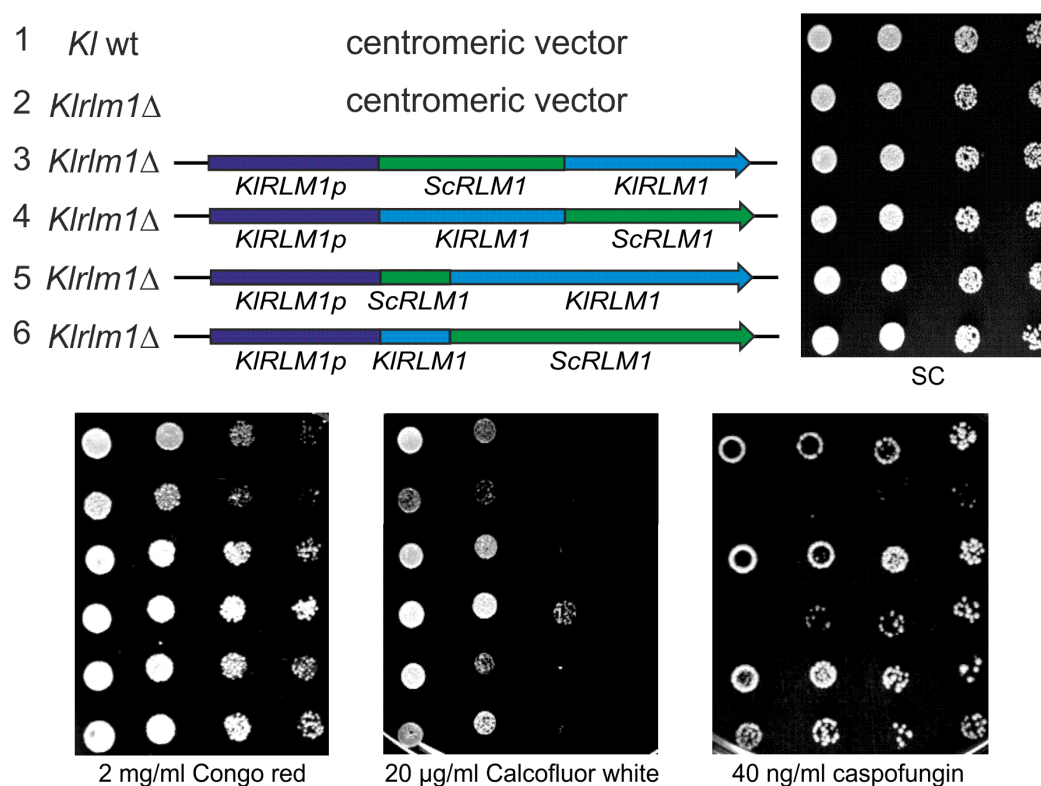 1 Kl wt centromeric vector
2 Klrlm1Δ centromeric vector
3 Klrlm1Δ
KlRLM1p ScRLM1 KlRLM1
4 Klrlm1Δ
KlRLM1p KlRLM1 ScRLM1
5 Klrlm1Δ
KlRLM1p ScRLM1 KlRLM1
6 Klrlm1Δ
KlRLM1p KlRLM1 ScRLM1
SC
2 mg/ml Congo red
20 µg/ml Calcofluor white
40 ng/ml caspofungin